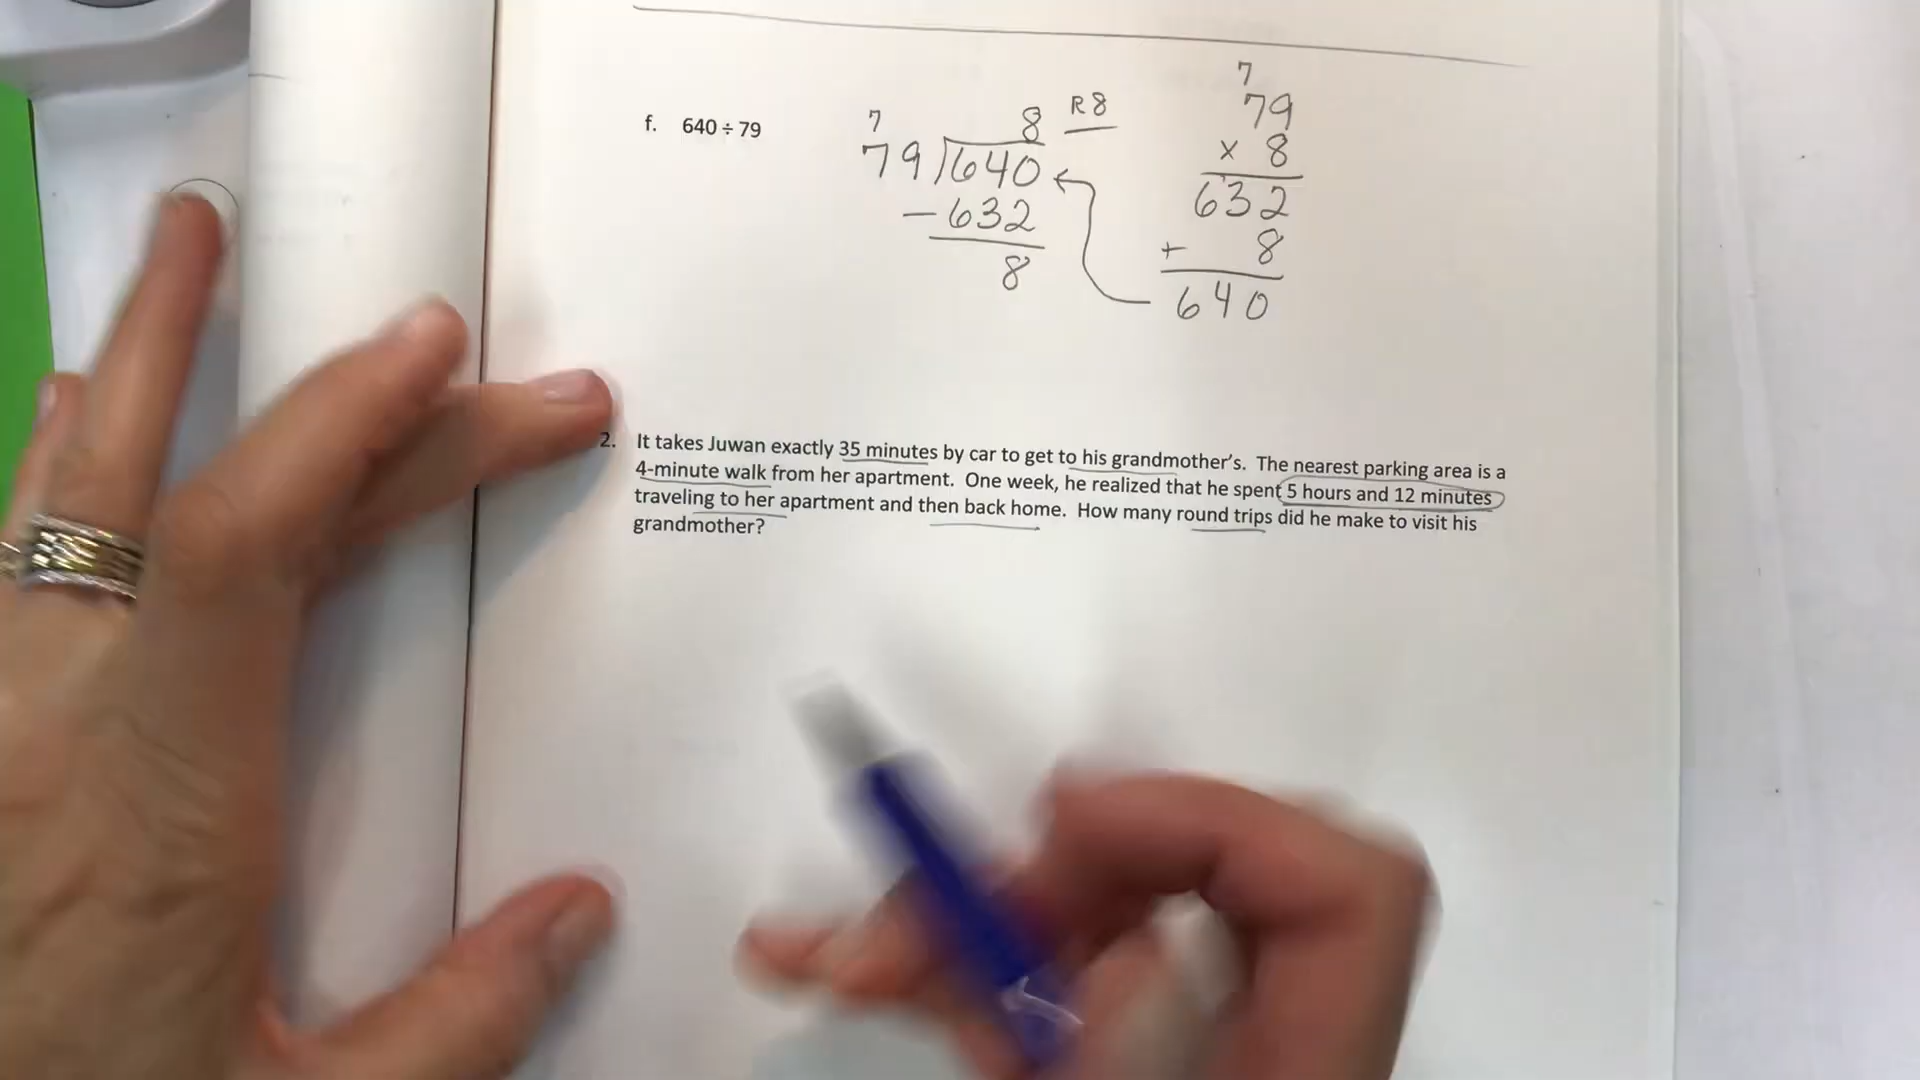 f. 640 ÷ 79
7
8 R8
79)640
-632
8
7
79
x 8
632
+ 8
640
2. It takes Juwan exactly 35 minutes by car to get to his grandmother's. The nearest parking area is a
4-minute walk from her apartment. One week, he realized that he spent 5 hours and 12 minutes
traveling to her apartment and then back home. How many round trips did he make to visit his
grandmother?